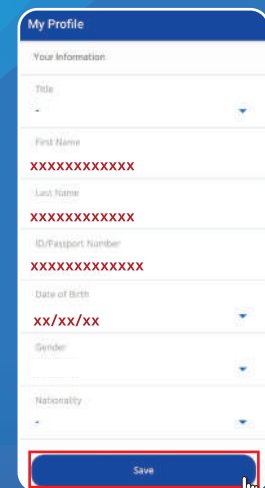 My Profile
Your Information
Title
-
First Name
xxxxxxxxxxxx
Last Name
xxxxxxxxxxxx
ID/Passport Number
xxxxxxxxxxxxx
Date of Birth
xx/xx/xx
Gender
Nationality
-
Save